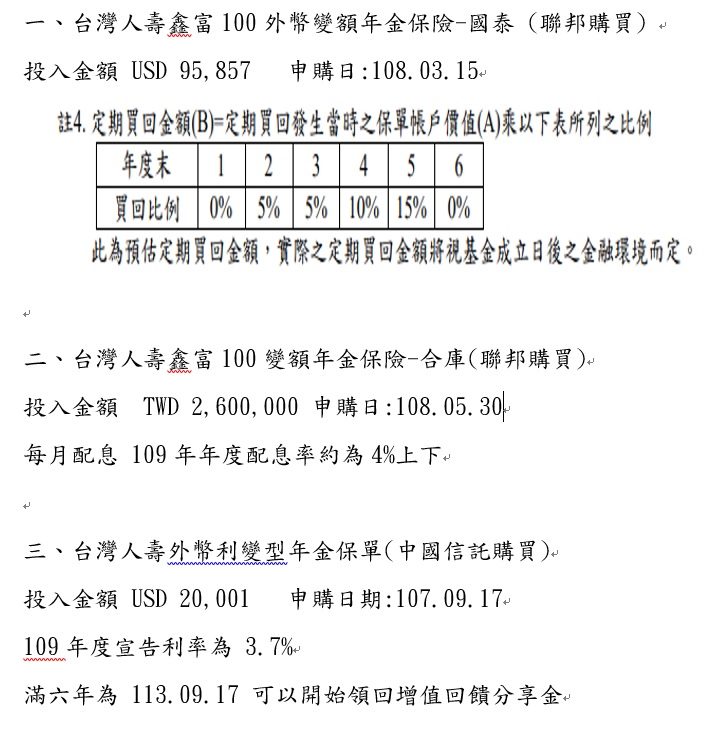 一、台灣人壽鑫富 100 外幣變額年金保險-國泰 (聯邦購買)
投入金額 USD 95,857 申購日:108.03.15
註4. 定期買回金額(B)=定期買回發生當時之保單帳戶價值(A)乘以下表所列之比例
年度末 1 2 3 4 5 6
買回比例 0% 5% 5% 10% 15% 0%
此為預估定期買回金額，實際之定期買回金額將視基金成立日後之金融環境而定。
二、台灣人壽鑫富 100 變額年金保險-合庫(聯邦購買)
投入金額 TWD 2,600,000 申購日:108.05.30
每月配息 109 年年度配息率約為 4%上下
三、台灣人壽外幣利變型年金保單(中國信託購買)
投入金額 USD 20,001 申購日期:107.09.17
109 年度宣告利率為 3.7%
滿六年為 113.09.17 可以開始領回增值回饋分享金